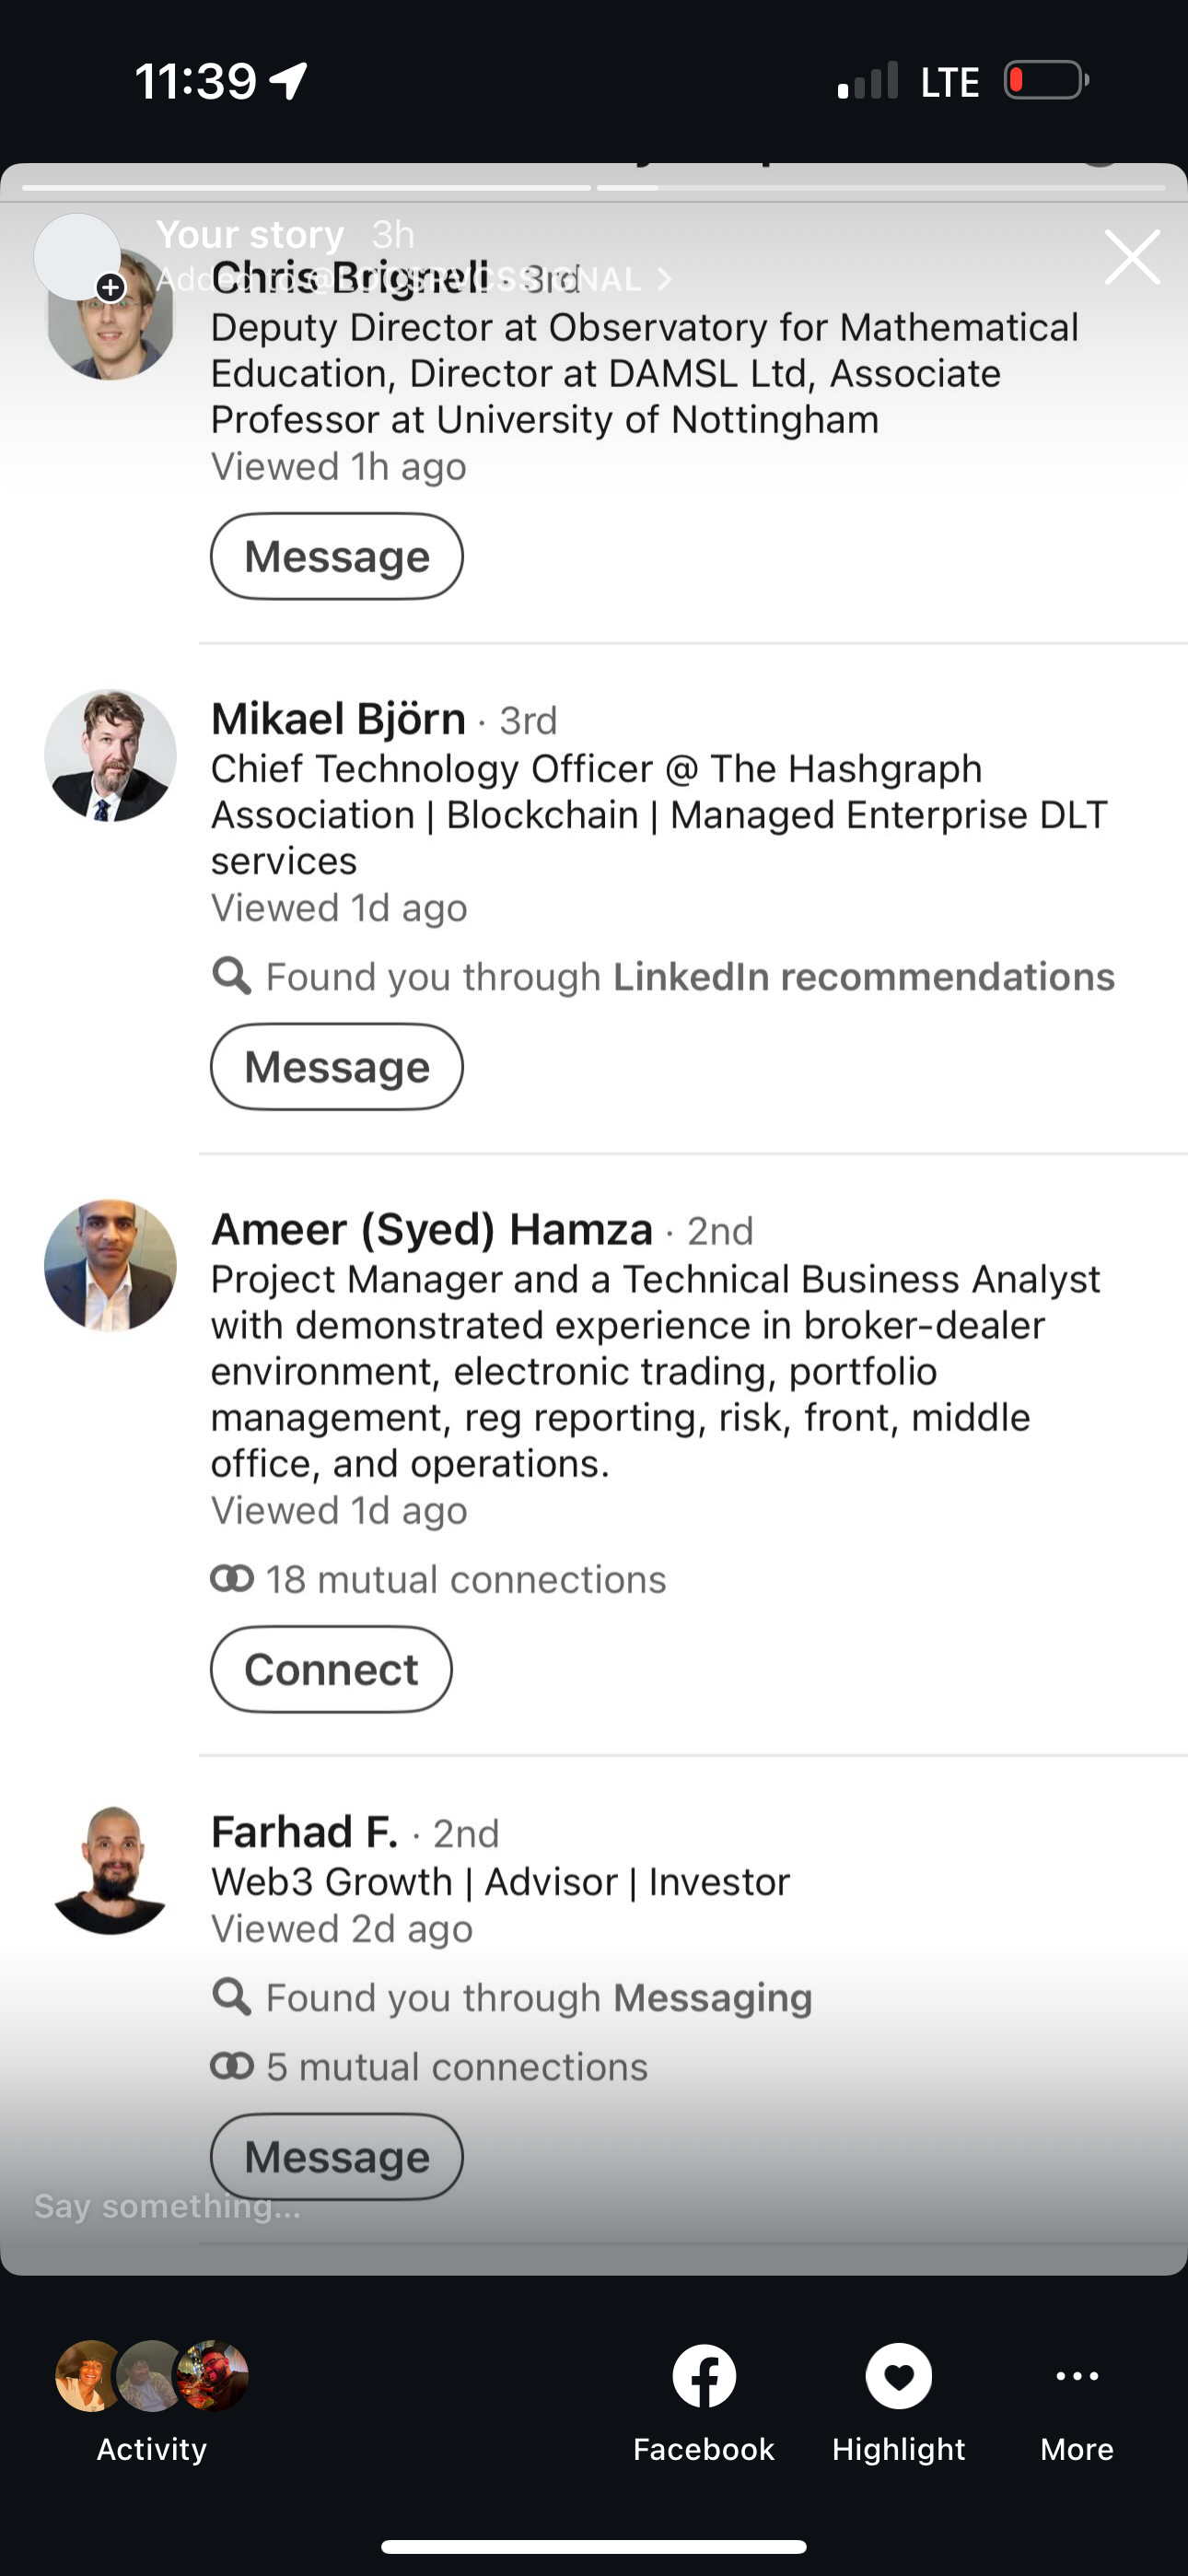 11:39
LTE
Your story 3h
Chris Brignell · 3rd
Deputy Director at Observatory for Mathematical
Education, Director at DAMSL Ltd, Associate
Professor at University of Nottingham
Viewed 1h ago
Message
Mikael Björn · 3rd
Chief Technology Officer @ The Hashgraph
Association | Blockchain | Managed Enterprise DLT
services
Viewed 1d ago
Found you through LinkedIn recommendations
Message
Ameer (Syed) Hamza · 2nd
Project Manager and a Technical Business Analyst
with demonstrated experience in broker-dealer
environment, electronic trading, portfolio
management, reg reporting, risk, front, middle
office, and operations.
Viewed 1d ago
18 mutual connections
Connect
Farhad F. · 2nd
Web3 Growth | Advisor | Investor
Viewed 2d ago
Found you through Messaging
5 mutual connections
Message
Say something...
Activity
Facebook
Highlight
More